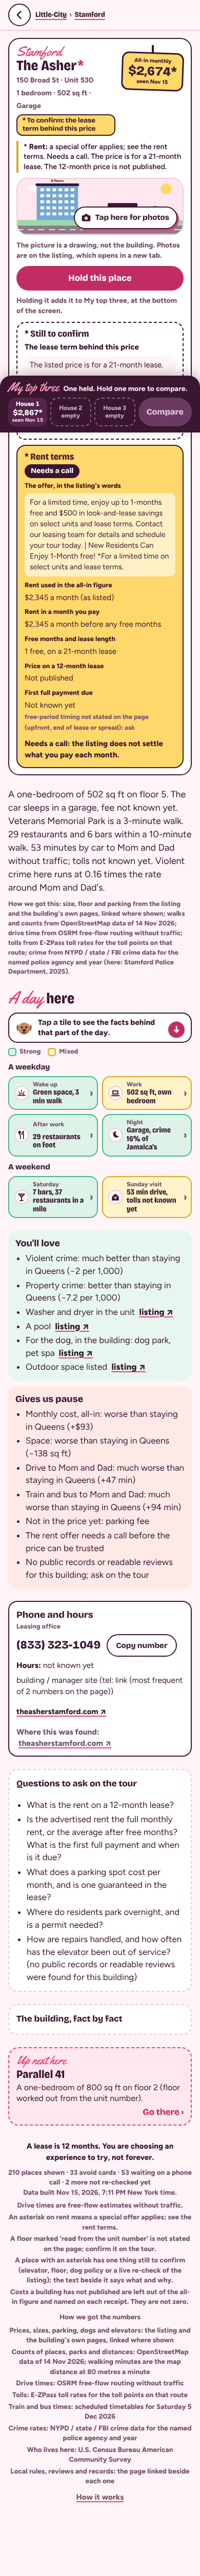 Little-City › Stamford
Stamford
The Asher*
150 Broad St · Unit 530
1 bedroom · 502 sq ft ·
Garage
All-in monthly
$2,674*
seen Nov 15
* To confirm: the lease
term behind this price
* Rent: a special offer applies; see the rent
terms. Needs a call. The price is for a 21-month
lease. The 12-month price is not published.
Tap here for photos
The picture is a drawing, not the building. Photos
are on the listing, which opens in a new tab.
Hold this place
Holding it adds it to My top three, at the bottom
of the screen.
* Still to confirm
The lease term behind this price
The listed price is for a 21-month lease.
My top three One held. Hold one more to compare.
House 1
$2,867*
seen Nov 15
House 2
empty
House 3
empty
Compare
* Rent terms
Needs a call
The offer, in the listing's words
For a limited time, enjoy up to 1-months
free and $500 in look-and-lease savings
on select units and lease terms. Contact
our leasing team for details and schedule
your tour today. | New Residents Can
Enjoy 1-Month free! *For a limited time on
select units and lease terms.
Rent used in the all-in figure
$2,345 a month (as listed)
Rent in a month you pay
$2,345 a month before any free months
Free months and lease length
1 free, on a 21-month lease
Price on a 12-month lease
Not published
First full payment due
Not known yet
free-period timing not stated on the page
(upfront, end of lease or spread): ask
Needs a call: the listing does not settle
what you pay each month.
A one-bedroom of 502 sq ft on floor 5. The
car sleeps in a garage, fee not known yet.
Veterans Memorial Park is a 3-minute walk.
29 restaurants and 6 bars within a 10-minute
walk. 53 minutes by car to Mom and Dad
without traffic; tolls not known yet. Violent
crime here runs at 0.16 times the rate
around Mom and Dad's.
How we got this: size, floor and parking from the listing
and the building's own pages, linked where shown; walks
and counts from OpenStreetMap data of 14 Nov 2026;
drive time from OSRM free-flow routing without traffic;
tolls from E-ZPass toll rates for the toll points on that
route; crime from NYPD / state / FBI crime data for the
named police agency and year (here: Stamford Police
Department, 2025).
A day here
Tap a tile to see the facts behind
that part of the day.
Strong Mixed
A weekday
Wake up
Green space, 3
min walk
Work
502 sq ft, own
bedroom
After work
29 restaurants
on foot
Night
Garage, crime
16% of
Jamaica's
A weekend
Saturday
7 bars, 37
restaurants in a
mile
Sunday visit
53 min drive,
tolls not known
yet
You'll love
• Violent crime: much better than staying
in Queens (−2 per 1,000)
• Property crime: better than staying in
Queens (−7.2 per 1,000)
• Washer and dryer in the unit listing ↗
• A pool listing ↗
• For the dog, in the building: dog park,
pet spa listing ↗
• Outdoor space listed listing ↗
Gives us pause
• Monthly cost, all-in: worse than staying
in Queens (+$93)
• Space: worse than staying in Queens
(−138 sq ft)
• Drive to Mom and Dad: much worse than
staying in Queens (+47 min)
• Train and bus to Mom and Dad: much
worse than staying in Queens (+94 min)
• Not in the price yet: parking fee
• The rent offer needs a call before the
price can be trusted
• No public records or readable reviews
for this building; ask on the tour
Phone and hours
Leasing office
(833) 323-1049
Copy number
Hours: not known yet
building / manager site (tel: link (most frequent
of 2 numbers on the page))
theasherstamford.com ↗
Where this was found:
theasherstamford.com ↗
Questions to ask on the tour
• What is the rent on a 12-month lease?
• Is the advertised rent the full monthly
rent, or the average after free months?
What is the first full payment and when
is it due?
• What does a parking spot cost per
month, and is one guaranteed in the
lease?
• Where do residents park overnight, and
is a permit needed?
• How are repairs handled, and how often
has the elevator been out of service?
(no public records or readable reviews
were found for this building)
The building, fact by fact
Up next here
Parallel 41
A one-bedroom of 800 sq ft on floor 2 (floor
worked out from the unit number).
Go there ›
A lease is 12 months. You are choosing an
experience to try, not forever.
210 places shown · 33 avoid cards · 53 waiting on a phone
call · 2 more not re-checked yet
Data built Nov 15, 2026, 7:11 PM New York time.
Drive times are free-flow estimates without traffic.
An asterisk on rent means a special offer applies; see the
rent terms.
A floor marked 'read from the unit number' is not stated
on the page; confirm it on the tour.
A place with an asterisk has one thing still to confirm
(elevator, floor, dog policy or a live re-check of the
listing); the text beside it says what and why.
Costs a building has not published are left out of the all-
in figure and named on each receipt. They are not zero.
How we got the numbers
Prices, sizes, parking, dogs and elevators: the listing and
the building's own pages, linked where shown
Counts of places, parks and distances: OpenStreetMap
data of 14 Nov 2026; walking minutes are the map
distance at 80 metres a minute
Drive times: OSRM free-flow routing without traffic
Tolls: E-ZPass toll rates for the toll points on that route
Train and bus times: scheduled timetables for Saturday 5
Dec 2026
Crime rates: NYPD / state / FBI crime data for the named
police agency and year
Who lives here: U.S. Census Bureau American
Community Survey
Local rules, reviews and records: the page linked beside
each one
How it works